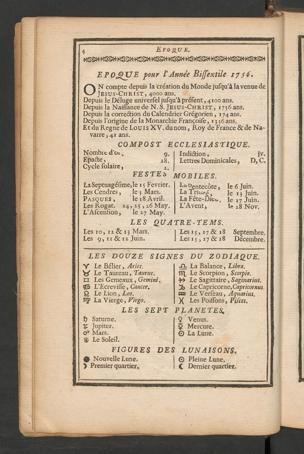 4
EPOQUE.
EPOQUE pour l'Année Bissextile 1756.
ON compte depuis la création du Monde jusqu'à la venue de
JESUS-CHRIST, 4000 ans.
Depuis le Déluge universel jusqu'à présent, 4100 ans.
Depuis la Naissance de N. S. JESUS-CHRIST, 1756 ans.
Depuis la correction du Calendrier Grégorien, 174 ans.
Depuis l'origine de la Monarchie Françoise, 1336 ans.
Et du Regne de LOUIS XV. du nom, Roy de France & de Na-
varre, 41 ans.
COMPOST ECCLESIASTIQUE.
Nombre d'or, 9.
Epacte, 28.
Cycle solaire,
Indiction, jv.
Lettres Dominicales, D, C.
FESTES MOBILES.
La Septuagésime, le 15 Fevrier.
Les Cendres, le 3 Mars.
PASQUES, le 18 Avril.
Les Rogat. 24, 25, 26 May.
L'Ascension, le 27 May.
La Pentecôte, le 6 Juin.
La Trinité, le 13 Juin.
La Fête-Dieu, le 17 Juin.
L'Avent, le 28 Nov.
LES QUATRE-TEMS.
Les 10, 12 & 13 Mars.
Les 9, 11 & 12 Juin.
Les 15, 17 & 18 Septembre.
Les 15, 17 & 18 Décembre.
LES DOUZE SIGNES DU ZODIAQUE.
♈ Le Bélier, Aries.
♉ Le Taureau, Taurus.
♊ Les Gemeaux, Gemini.
♋ L'Ecrevisse, Cancer.
♌ Le Lion, Leo.
♍ La Vierge, Virgo.
♎ La Balance, Libra.
♏ Le Scorpion, Scorpio.
♐ Le Sagittaire, Sagittarius.
♑ Le Capricorne, Capricornus
♒ Le Verseau, Aquarius.
♓ Les Poissons, Pisces.
LES SEPT PLANETES.
♄ Saturne.
♃ Jupiter.
♂ Mars.
☉ Le Soleil.
♀ Venus.
☿ Mercure.
La Lune.
FIGURES DES LUNAISONS.
● Nouvelle Lune.
☽ Premier quartier.
Pleine Lune.
☾ Dernier quartier.